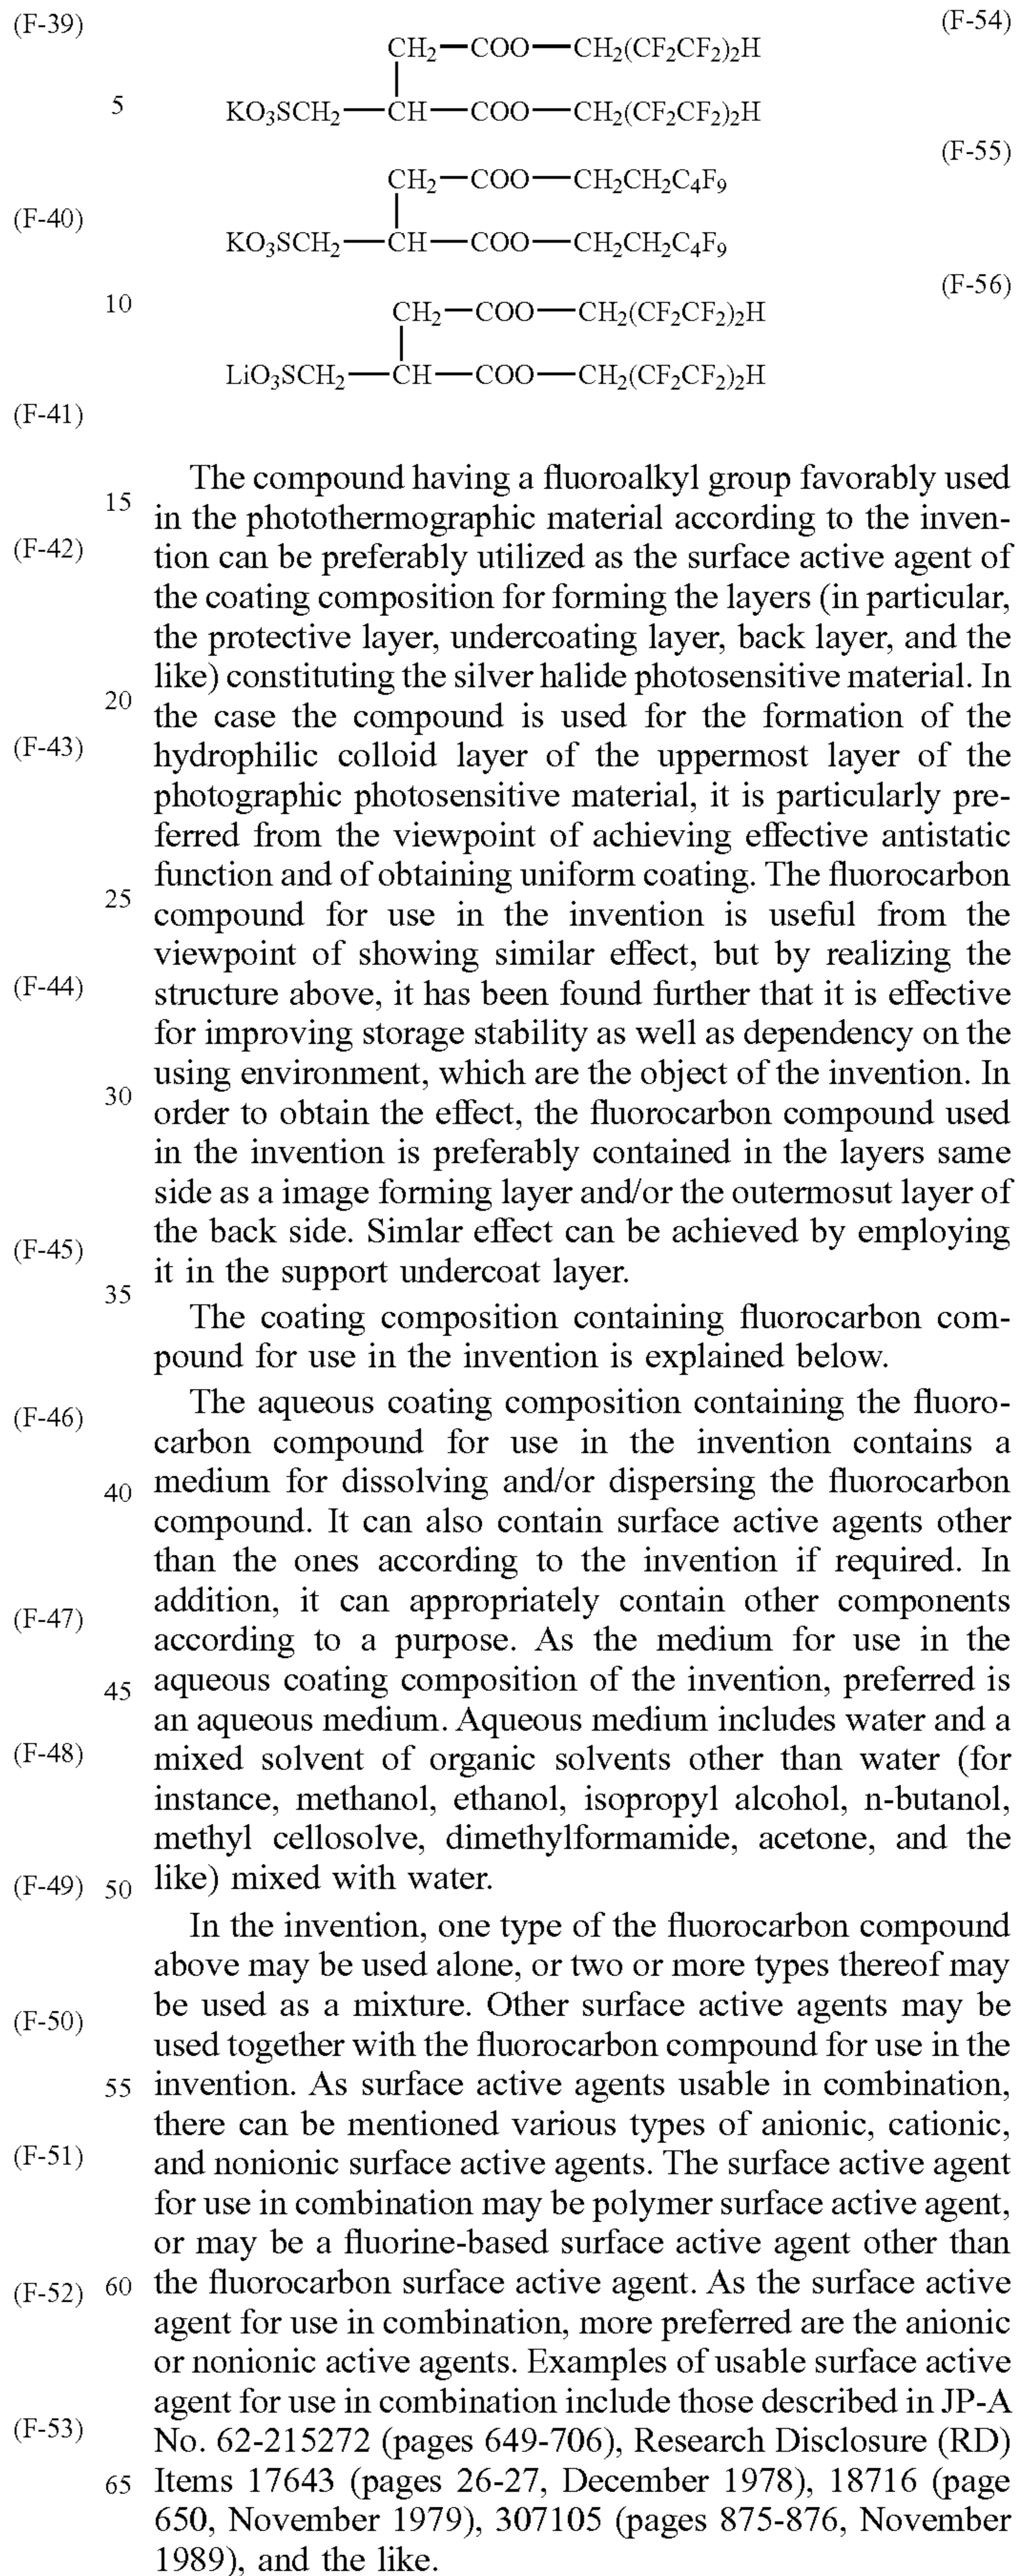 (F-39)
(F-54)
CH₂—COO—CH₂(CF₂CF₂)₂H
5
KO₃SCH₂—CH—COO—CH₂(CF₂CF₂)₂H
(F-55)
CH₂—COO—CH₂CH₂C₄F₉
(F-40)
KO₃SCH₂—CH—COO—CH₂CH₂C₄F₉
(F-56)
10
CH₂—COO—CH₂(CF₂CF₂)₂H
LiO₃SCH₂—CH—COO—CH₂(CF₂CF₂)₂H
(F-41)
The compound having a fluoroalkyl group favorably used
15
in the photothermographic material according to the inven-
(F-42)
tion can be preferably utilized as the surface active agent of
the coating composition for forming the layers (in particular,
the protective layer, undercoating layer, back layer, and the
like) constituting the silver halide photosensitive material. In
20
the case the compound is used for the formation of the
(F-43)
hydrophilic colloid layer of the uppermost layer of the
photographic photosensitive material, it is particularly pre-
ferred from the viewpoint of achieving effective antistatic
function and of obtaining uniform coating. The fluorocarbon
25
compound for use in the invention is useful from the
viewpoint of showing similar effect, but by realizing the
(F-44)
structure above, it has been found further that it is effective
for improving storage stability as well as dependency on the
using environment, which are the object of the invention. In
30
order to obtain the effect, the fluorocarbon compound used
in the invention is preferably contained in the layers same
side as a image forming layer and/or the outermosut layer of
(F-45)
the back side. Simlar effect can be achieved by employing
it in the support undercoat layer.
35
The coating composition containing fluorocarbon com-
pound for use in the invention is explained below.
(F-46)
The aqueous coating composition containing the fluoro-
carbon compound for use in the invention contains a
40
medium for dissolving and/or dispersing the fluorocarbon
compound. It can also contain surface active agents other
than the ones according to the invention if required. In
addition, it can appropriately contain other components
(F-47)
according to a purpose. As the medium for use in the
45
aqueous coating composition of the invention, preferred is
an aqueous medium. Aqueous medium includes water and a
(F-48)
mixed solvent of organic solvents other than water (for
instance, methanol, ethanol, isopropyl alcohol, n-butanol,
methyl cellosolve, dimethylformamide, acetone, and the
(F-49)
50
like) mixed with water.
In the invention, one type of the fluorocarbon compound
above may be used alone, or two or more types thereof may
(F-50)
be used as a mixture. Other surface active agents may be
used together with the fluorocarbon compound for use in the
55
invention. As surface active agents usable in combination,
there can be mentioned various types of anionic, cationic,
(F-51)
and nonionic surface active agents. The surface active agent
for use in combination may be polymer surface active agent,
or may be a fluorine-based surface active agent other than
(F-52)
60
the fluorocarbon surface active agent. As the surface active
agent for use in combination, more preferred are the anionic
or nonionic active agents. Examples of usable surface active
agent for use in combination include those described in JP-A
(F-53)
No. 62-215272 (pages 649-706), Research Disclosure (RD)
65
Items 17643 (pages 26-27, December 1978), 18716 (page
650, November 1979), 307105 (pages 875-876, November
1989), and the like.